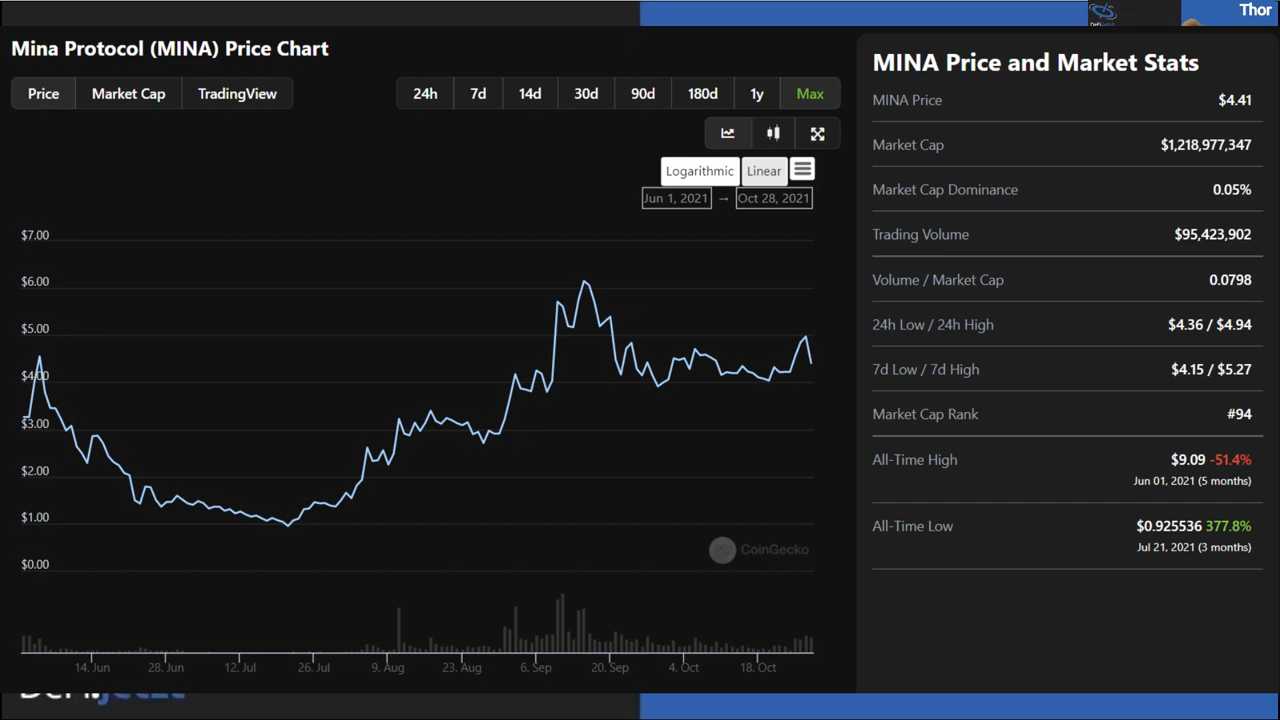 Thor
Mina Protocol (MINA) Price Chart
Price Market Cap TradingView
24h 7d 14d 30d 90d 180d 1y Max
Logarithmic Linear
Jun 1, 2021 → Oct 28, 2021
$7.00
$6.00
$5.00
$4.00
$3.00
$2.00
$1.00
$0.00
CoinGecko
14. Jun 28. Jun 12. Jul 26. Jul 9. Aug 23. Aug 6. Sep 20. Sep 4. Oct 18. Oct
MINA Price and Market Stats
MINA Price $4.41
Market Cap $1,218,977,347
Market Cap Dominance 0.05%
Trading Volume $95,423,902
Volume / Market Cap 0.0798
24h Low / 24h High $4.36 / $4.94
7d Low / 7d High $4.15 / $5.27
Market Cap Rank #94
All-Time High $9.09 -51.4%
Jun 01, 2021 (5 months)
All-Time Low $0.925536 377.8%
Jul 21, 2021 (3 months)